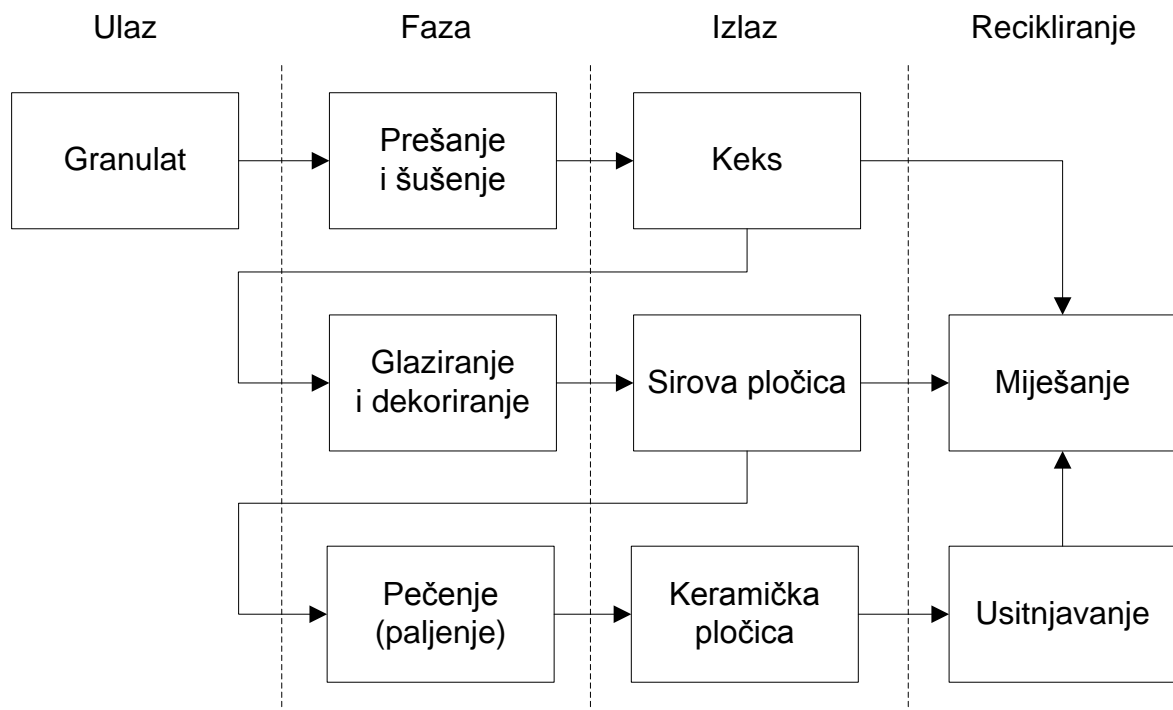 Ulaz
Faza
Izlaz
Recikliranje
Granulat
Prešanje
i šušenje
Keks
Glaziranje
i dekoriranje
Sirova pločica
Miješanje
Pečenje
(paljenje)
Keramička
pločica
Usitnjavanje